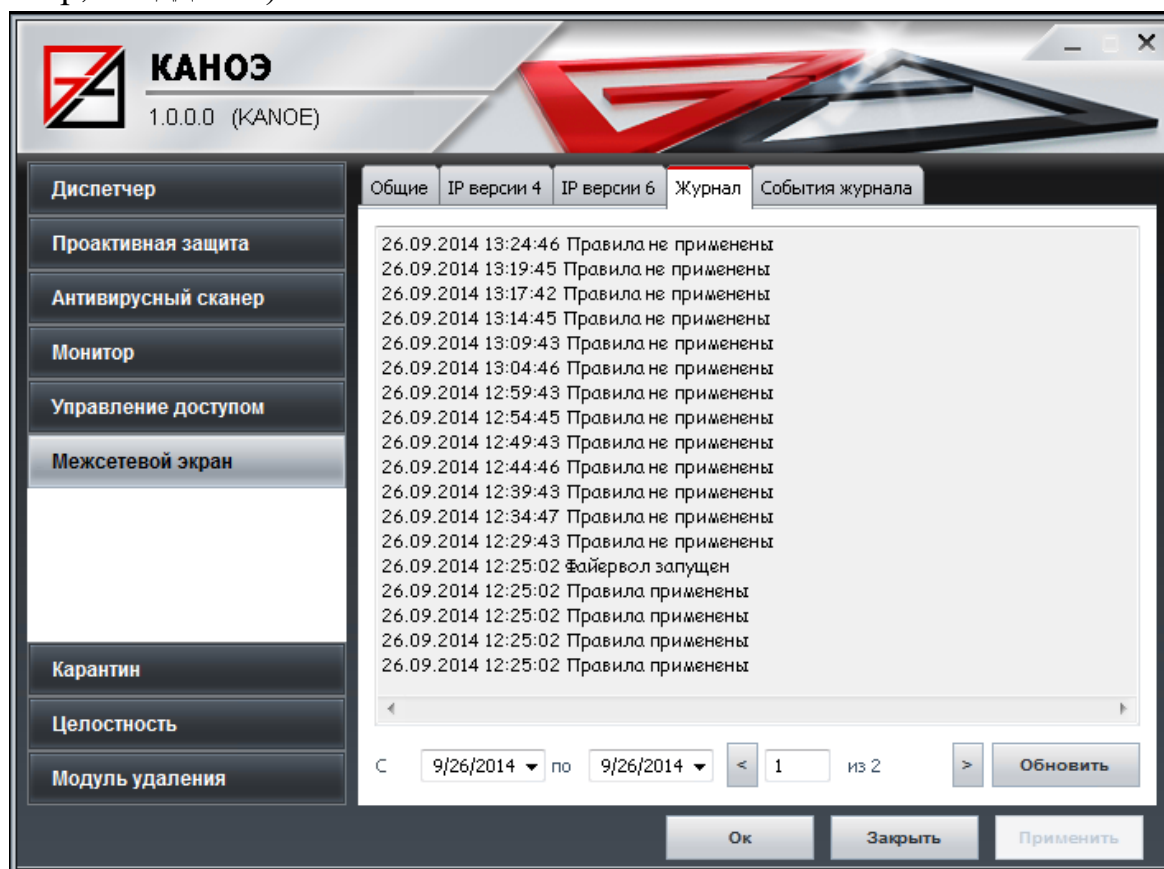 КАНОЭ
1.0.0.0 (KANOE)
Диспетчер
Проактивная защита
Антивирусный сканер
Монитор
Управление доступом
Межсетевой экран
Карантин
Целостность
Модуль удаления
Общие IP версии 4 IP версии 6 Журнал События журнала
26.09.2014 13:24:46 Правила не применены
26.09.2014 13:19:45 Правила не применены
26.09.2014 13:17:42 Правила не применены
26.09.2014 13:14:45 Правила не применены
26.09.2014 13:09:43 Правила не применены
26.09.2014 13:04:46 Правила не применены
26.09.2014 12:59:43 Правила не применены
26.09.2014 12:54:45 Правила не применены
26.09.2014 12:49:43 Правила не применены
26.09.2014 12:44:46 Правила не применены
26.09.2014 12:39:43 Правила не применены
26.09.2014 12:34:47 Правила не применены
26.09.2014 12:29:43 Правила не применены
26.09.2014 12:25:02 Файервол запущен
26.09.2014 12:25:02 Правила применены
26.09.2014 12:25:02 Правила применены
26.09.2014 12:25:02 Правила применены
26.09.2014 12:25:02 Правила применены
С 9/26/2014 по 9/26/2014 < 1 из 2 > Обновить
Ок Закрыть Применить